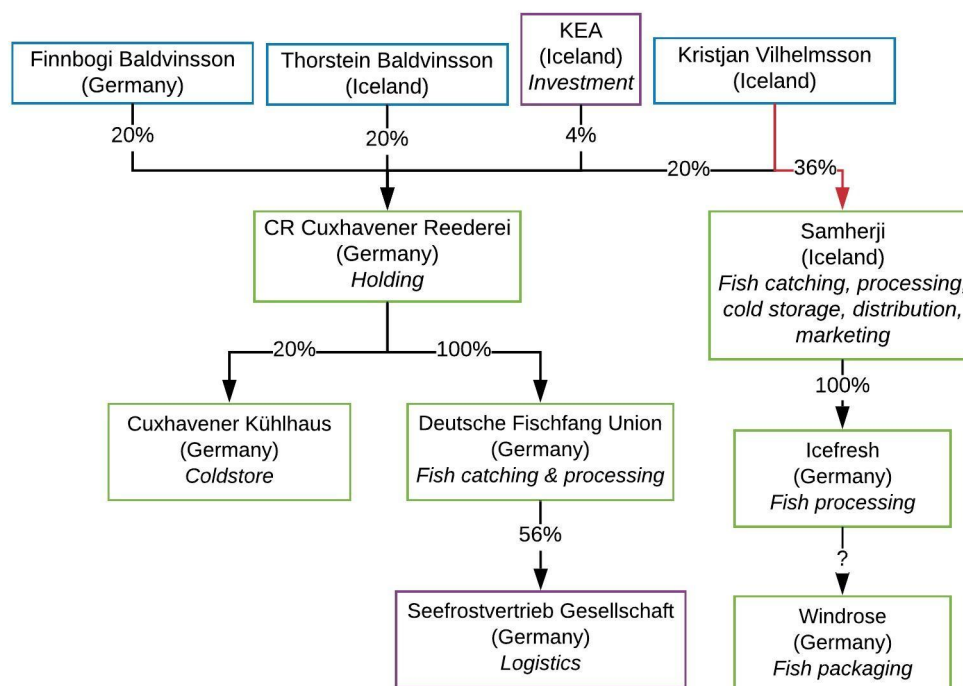 Finnbogi Baldvinsson
(Germany)
Thorstein Baldvinsson
(Iceland)
KEA
(Iceland)
Investment
Kristjan Vilhelmsson
(Iceland)
20%
20%
4%
20%
36%
CR Cuxhavener Reederei
(Germany)
Holding
Samherji
(Iceland)
Fish catching, processing,
cold storage, distribution,
marketing
20%
100%
100%
Cuxhavener Kühlhaus
(Germany)
Coldstore
Deutsche Fischfang Union
(Germany)
Fish catching & processing
Icefresh
(Germany)
Fish processing
56%
?
Seefrostvertrieb Gesellschaft
(Germany)
Logistics
Windrose
(Germany)
Fish packaging